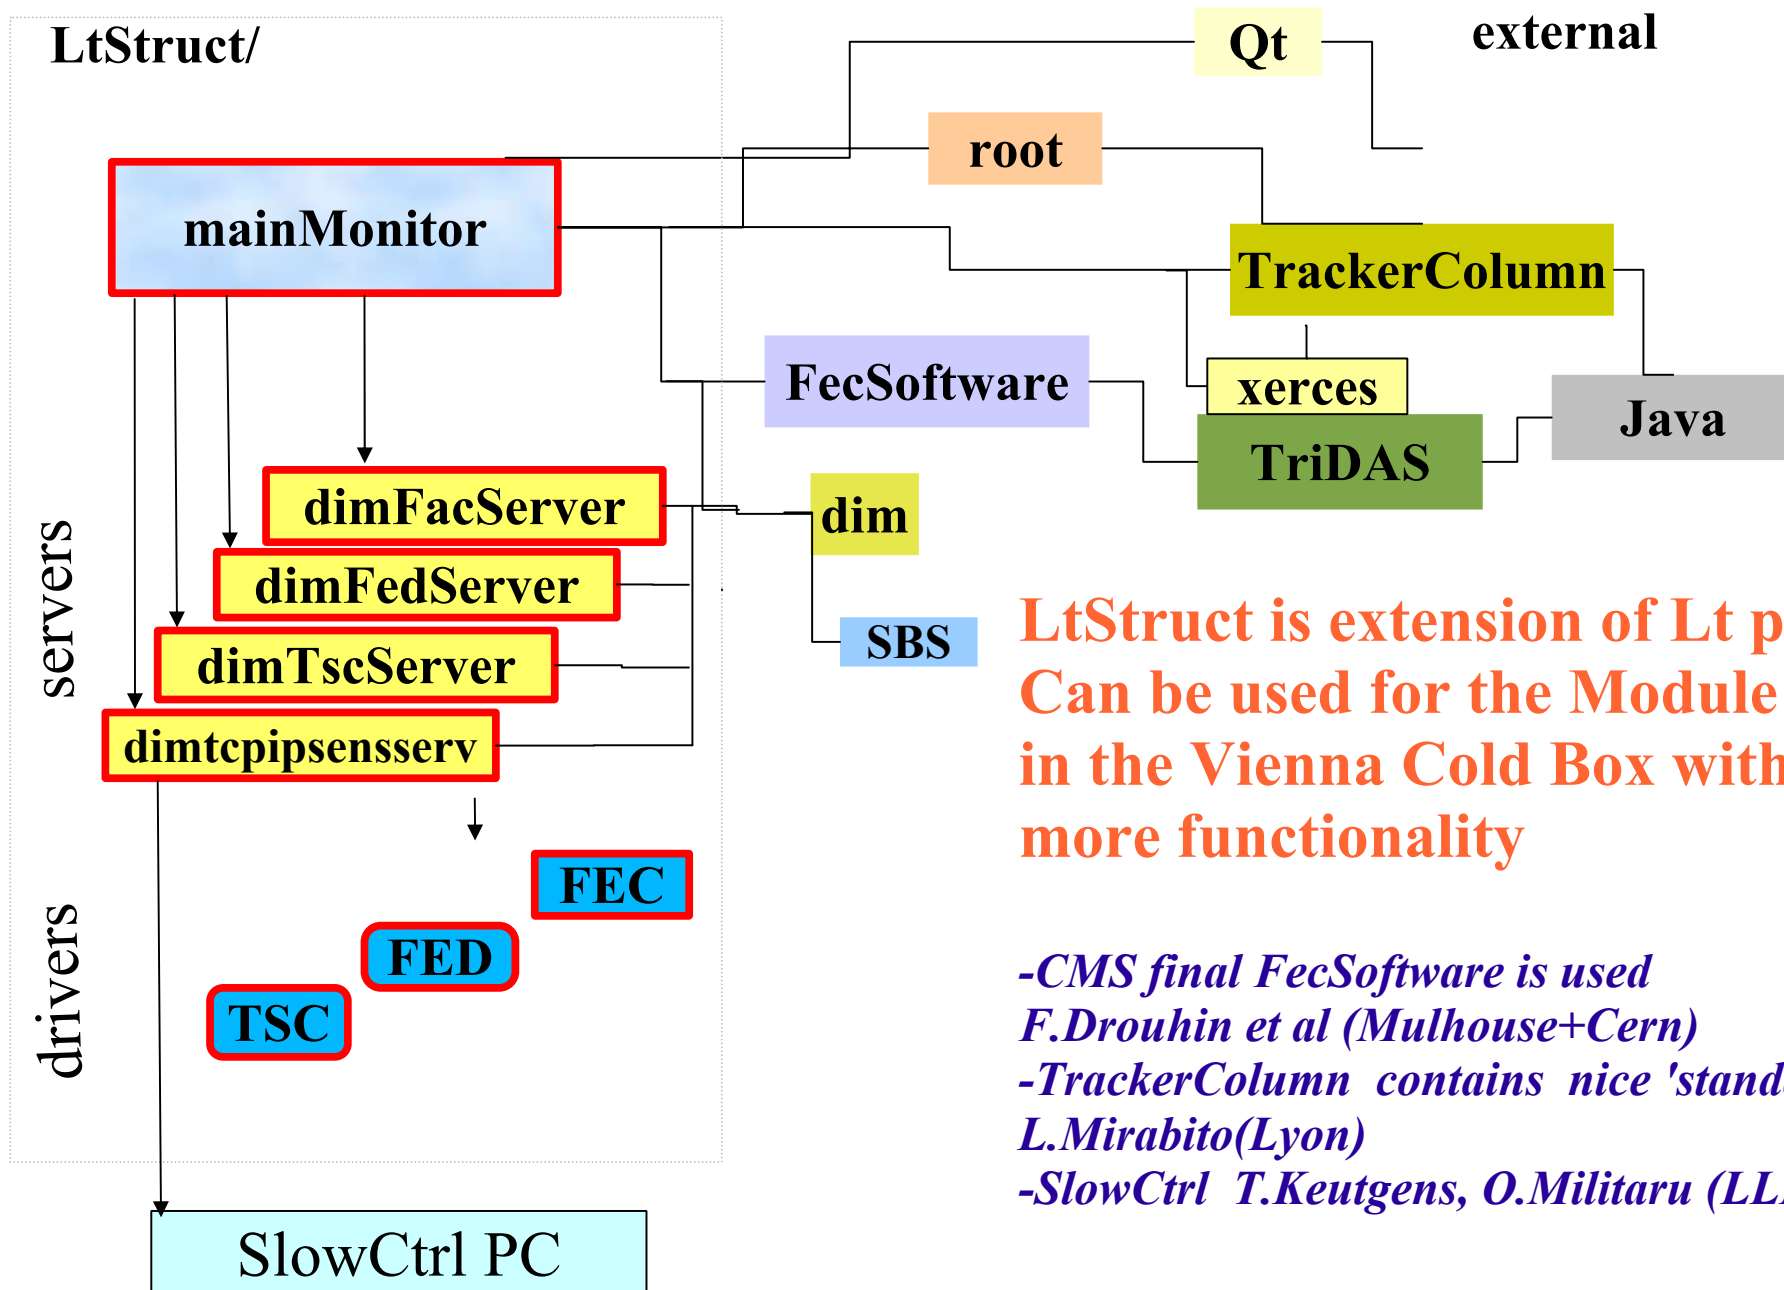 LtStruct/
Qt
external
root
mainMonitor
TrackerColumn
FecSoftware
xerces
Java
TriDAS
dimFacServer
dim
servers
dimFedServer
dimTscServer
SBS
dimtcpipsensserv
LtStruct is extension of Lt
Can be used for the Module
in the Vienna Cold Box with
more functionality
FEC
drivers
FED
TSC
-CMS final FecSoftware is used
F.Drouhin et al (Mulhouse+Cern)
-TrackerColumn contains nice
L.Mirabito(Lyon)
-SlowCtrl T.Keutgens, O.Militaru
SlowCtrl PC